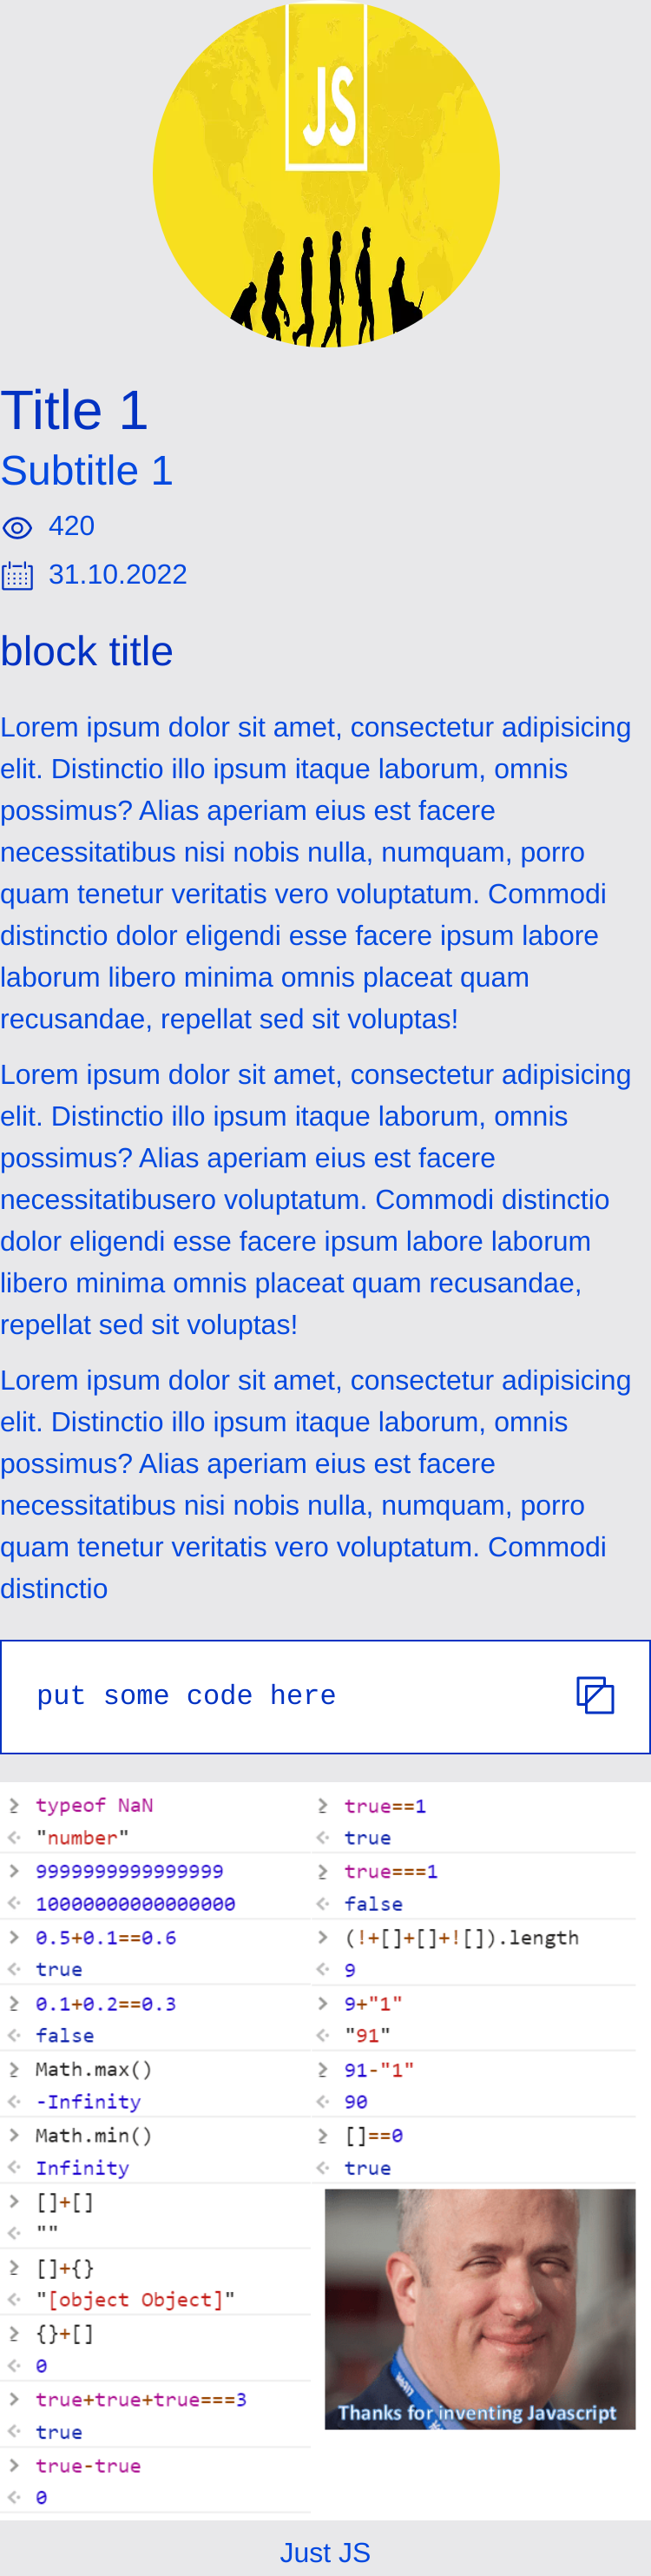 JS
Title 1
Subtitle 1
420
31.10.2022
block title
Lorem ipsum dolor sit amet, consectetur adipisicing
elit. Distinctio illo ipsum itaque laborum, omnis
possimus? Alias aperiam eius est facere
necessitatibus nisi nobis nulla, numquam, porro
quam tenetur veritatis vero voluptatum. Commodi
distinctio dolor eligendi esse facere ipsum labore
laborum libero minima omnis placeat quam
recusandae, repellat sed sit voluptas!
Lorem ipsum dolor sit amet, consectetur adipisicing
elit. Distinctio illo ipsum itaque laborum, omnis
possimus? Alias aperiam eius est facere
necessitatibusero voluptatum. Commodi distinctio
dolor eligendi esse facere ipsum labore laborum
libero minima omnis placeat quam recusandae,
repellat sed sit voluptas!
Lorem ipsum dolor sit amet, consectetur adipisicing
elit. Distinctio illo ipsum itaque laborum, omnis
possimus? Alias aperiam eius est facere
necessitatibus nisi nobis nulla, numquam, porro
quam tenetur veritatis vero voluptatum. Commodi
distinctio
put some code here
typeof NaN
"number"
9999999999999999
10000000000000000
0.5+0.1==0.6
true
0.1+0.2==0.3
false
Math.max()
-Infinity
Math.min()
Infinity
[]+[]
""
[]+{}
"[object Object]"
{}+[]
0
true+true+true===3
true
true-true
0
true==1
true
true===1
false
(!+[]+[]+![]).length
9
9+"1"
"91"
91-"1"
90
[]==0
true
Thanks for inventing Javascript
Just JS